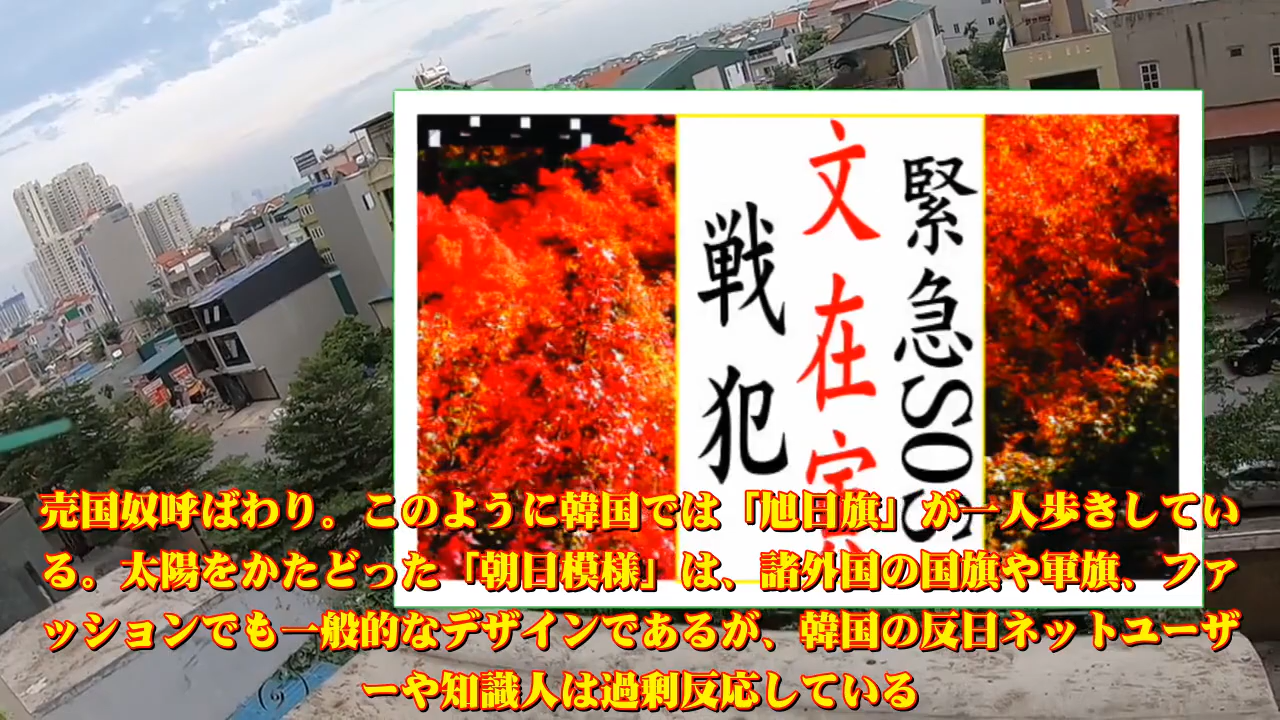 緊急SOS
文在寅
戦犯
売国奴呼ばわり。このように韓国では「旭日旗」が一人歩きしてい
る。太陽をかたどった「朝日模様」は、諸外国の国旗や軍旗、ファ
ッションでも一般的なデザインであるが、韓国の反日ネットユーザ
ーや知識人は過剰反応している